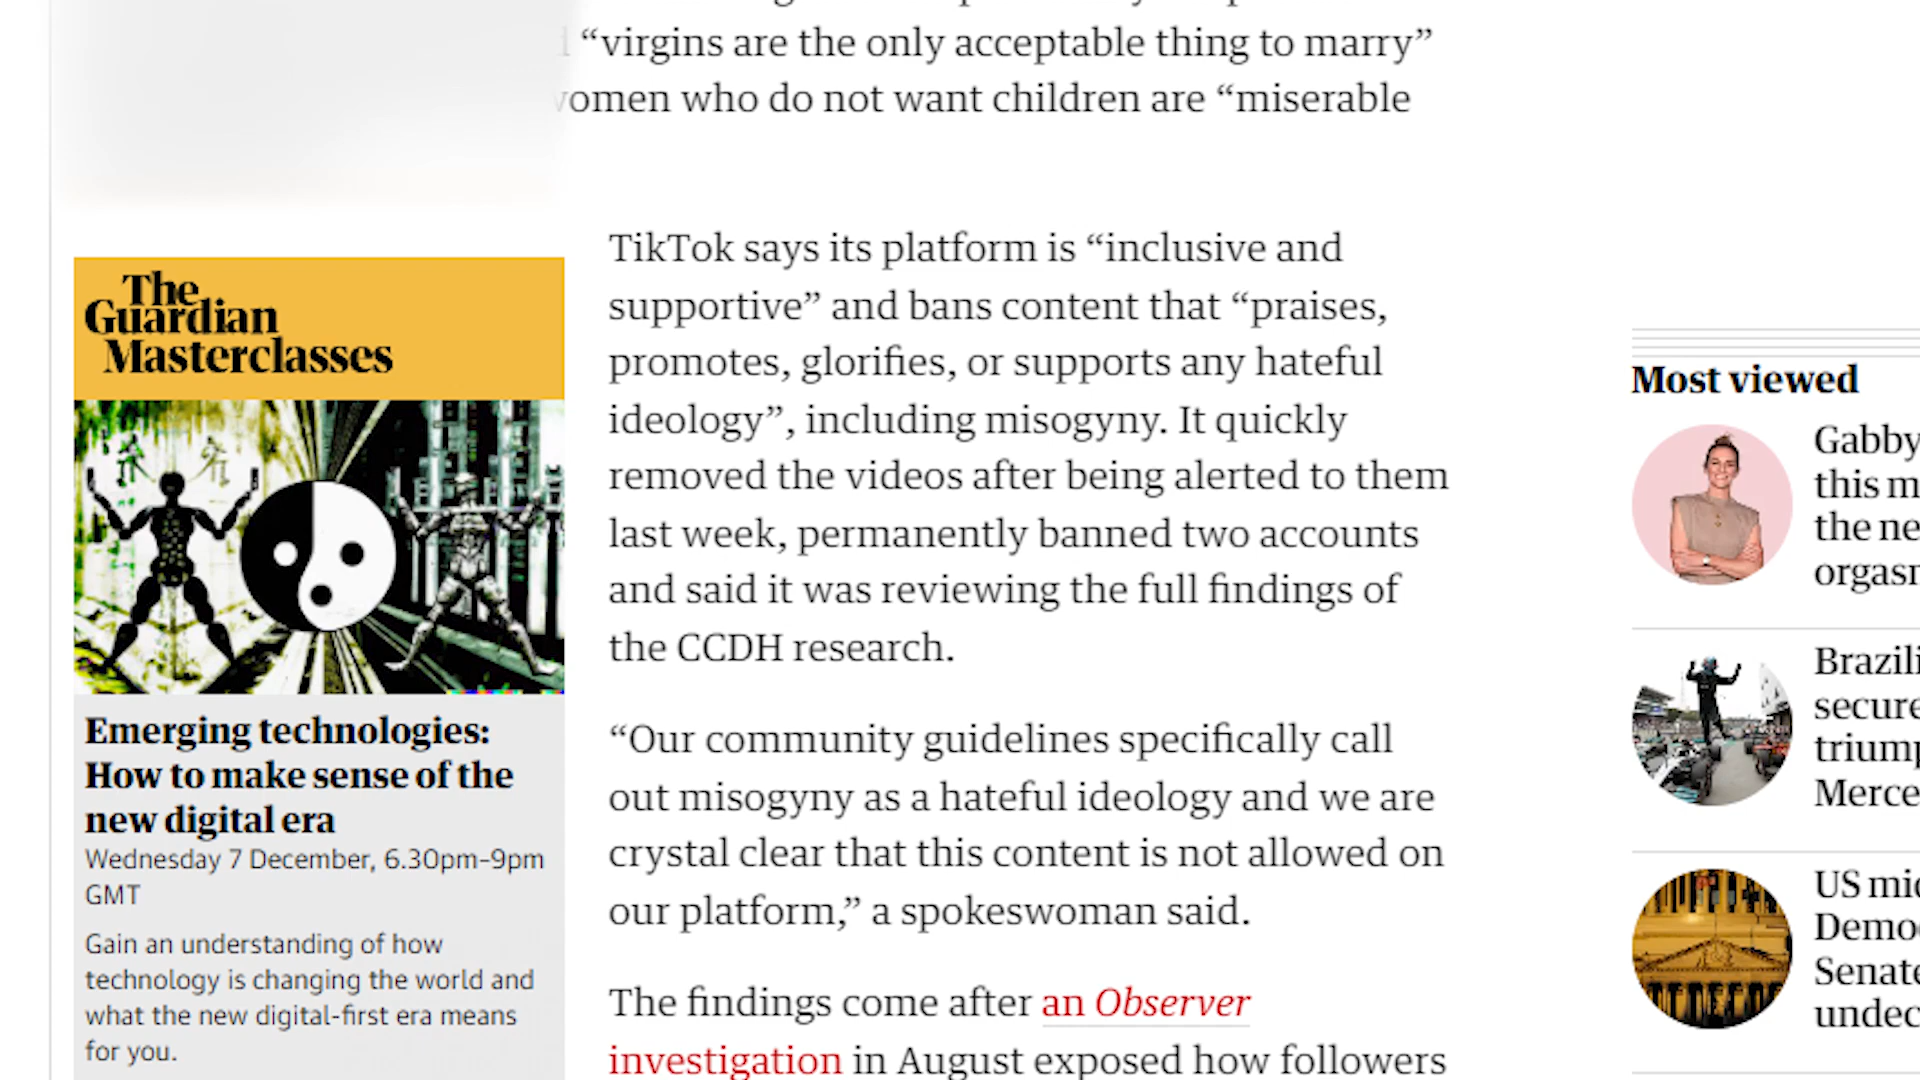 “virgins are the only acceptable thing to marry”
women who do not want children are “miserable
The
Guardian
Masterclasses
Emerging technologies:
How to make sense of the
new digital era
Wednesday 7 December, 6.30pm–9pm
GMT
Gain an understanding of how
technology is changing the world and
what the new digital-first era means
for you.
TikTok says its platform is “inclusive and
supportive” and bans content that “praises,
promotes, glorifies, or supports any hateful
ideology”, including misogyny. It quickly
removed the videos after being alerted to them
last week, permanently banned two accounts
and said it was reviewing the full findings of
the CCDH research.
“Our community guidelines specifically call
out misogyny as a hateful ideology and we are
crystal clear that this content is not allowed on
our platform,” a spokeswoman said.
The findings come after an Observer
investigation in August exposed how followers
Most viewed
Gabby
this m
the ne
orgasm
Brazili
secure
triump
Merce
US mid
Democ
Senate
undec